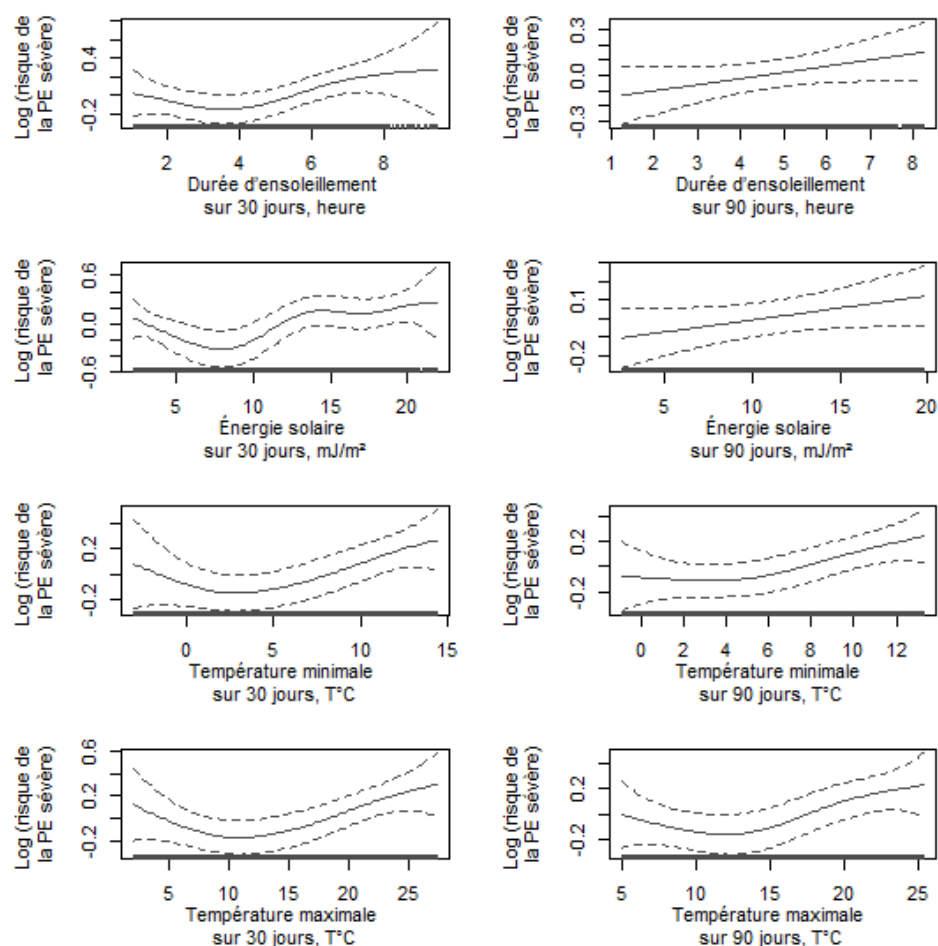 Log (risque de
la PE sévère)
-0.2 0.4
2 4 6 8
Durée d'ensoleillement
sur 30 jours, heure
Log (risque de
la PE sévère)
-0.3 0.0 0.3
1 2 3 4 5 6 7 8
Durée d'ensoleillement
sur 90 jours, heure
Log (risque de
la PE sévère)
-0.6 0.0 0.6
5 10 15 20
Énergie solaire
sur 30 jours, mJ/m²
Log (risque de
la PE sévère)
-0.2 0.1
5 10 15 20
Énergie solaire
sur 90 jours, mJ/m²
Log (risque de
la PE sévère)
-0.2 0.2
0 5 10 15
Température minimale
sur 30 jours, T°C
Log (risque de
la PE sévère)
-0.2 0.2
0 2 4 6 8 10 12
Température minimale
sur 90 jours, T°C
Log (risque de
la PE sévère)
-0.2 0.2 0.6
5 10 15 20 25
Température maximale
sur 30 jours, T°C
Log (risque de
la PE sévère)
-0.2 0.2
5 10 15 20 25
Température maximale
sur 90 jours, T°C